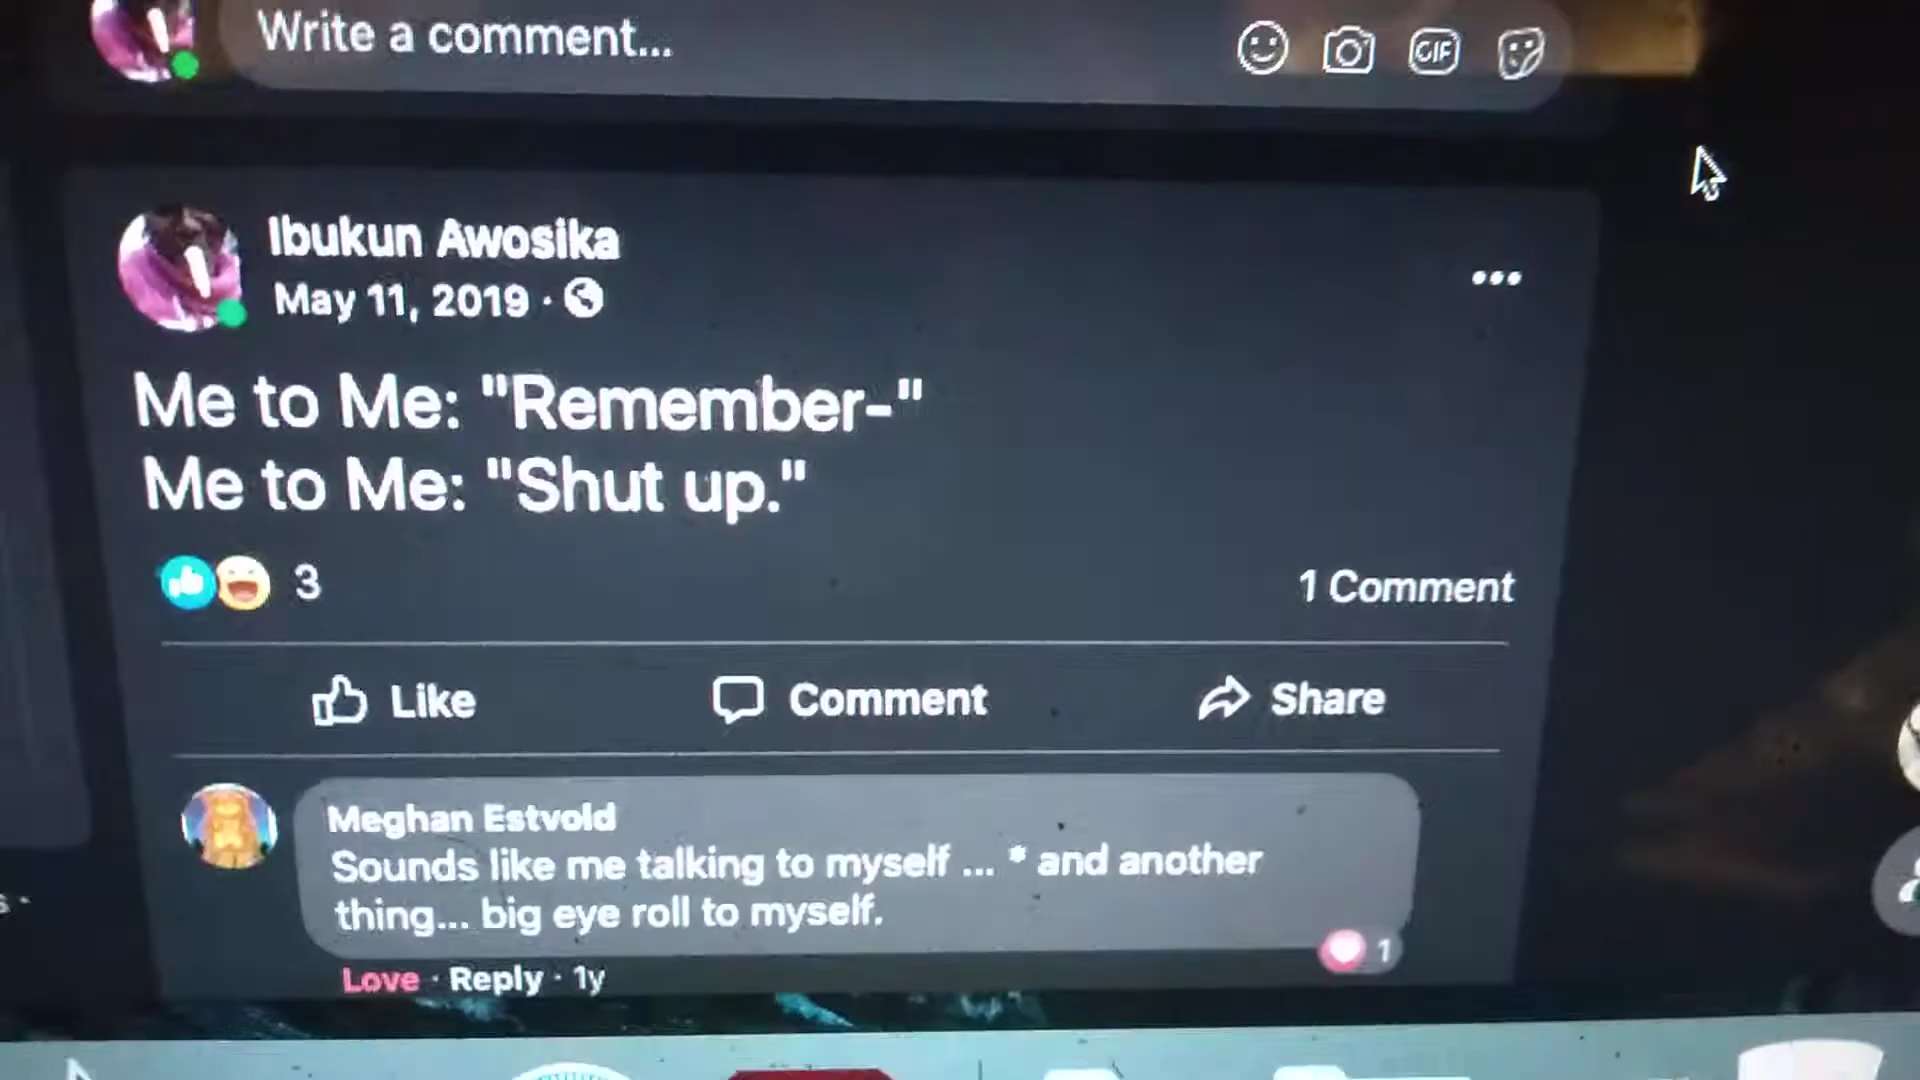 Write a comment...
GIF
Ibukun Awosika
May 11, 2019 ·
Me to Me: "Remember-"
Me to Me: "Shut up."
3
1 Comment
Like
Comment
Share
Meghan Estvold
Sounds like me talking to myself ... * and another
thing... big eye roll to myself.
1
Love · Reply · 1y